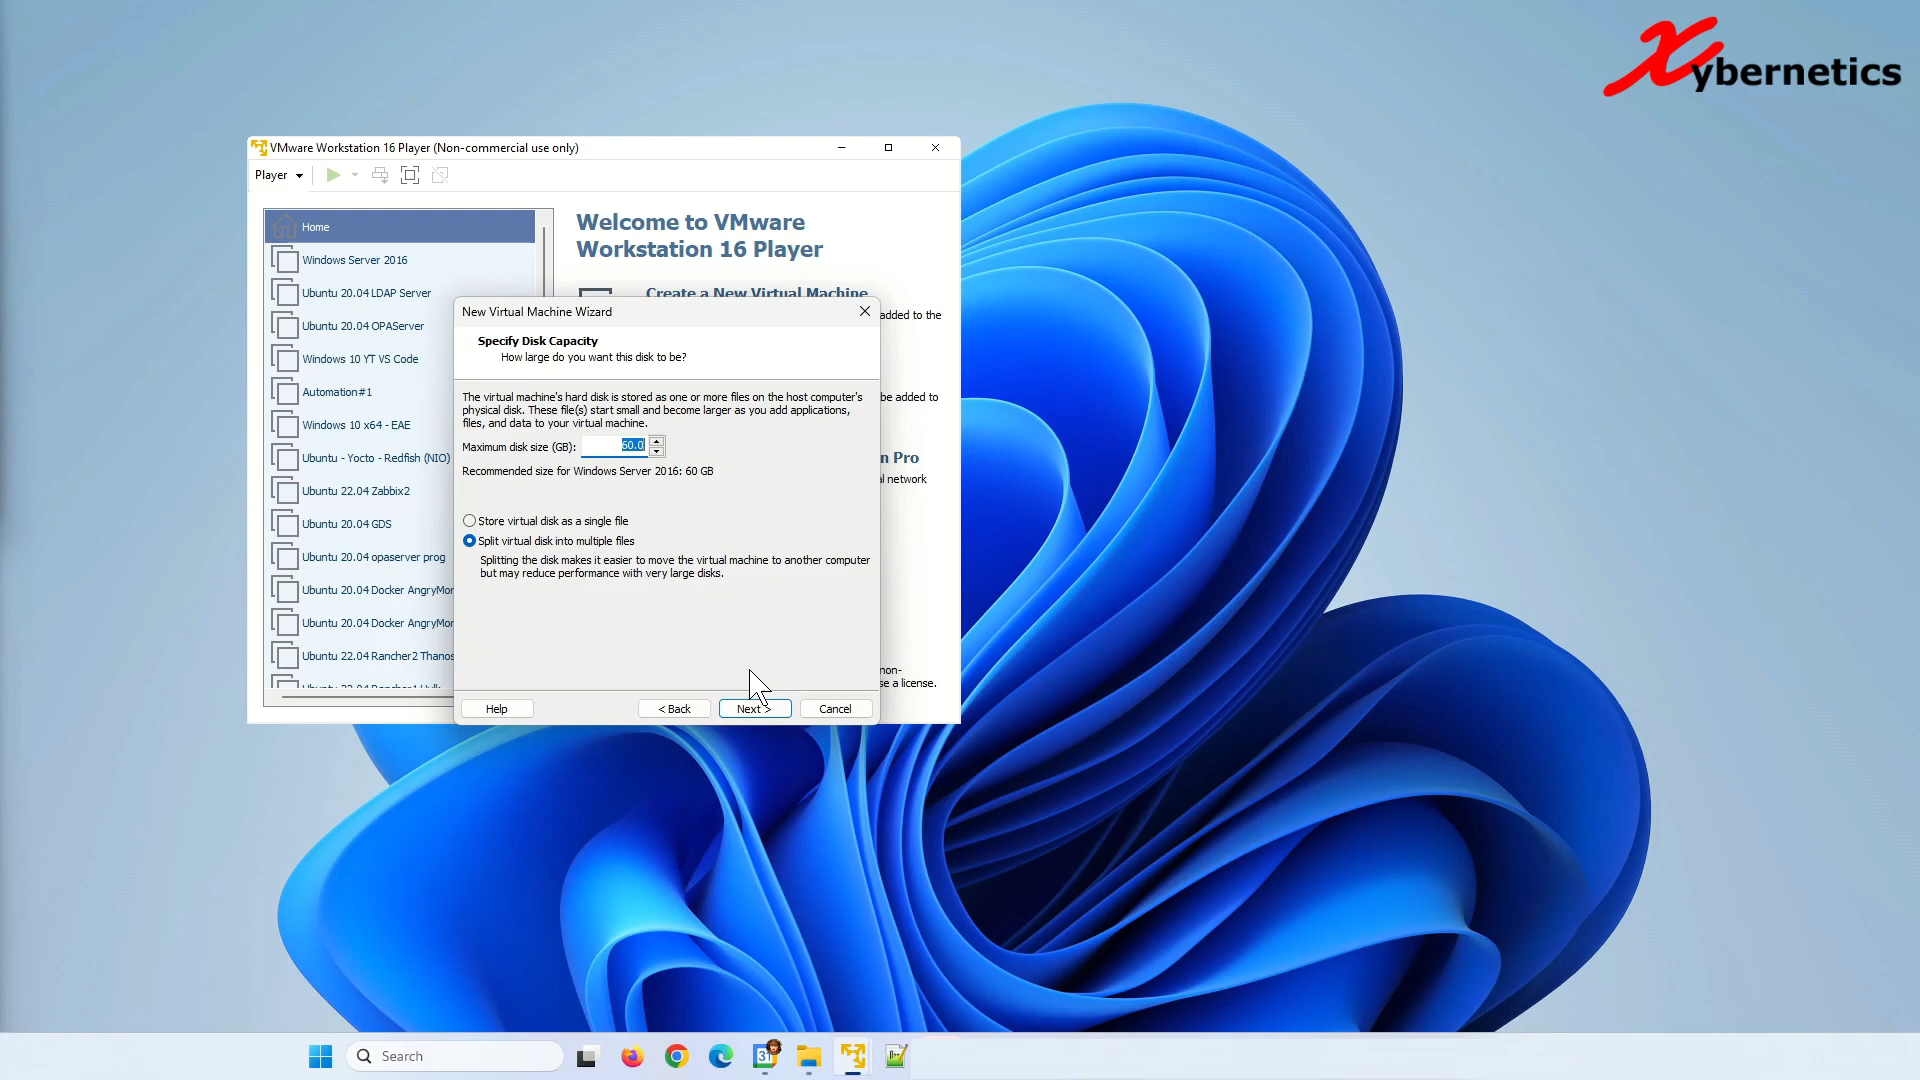 Xybernetics
VMware Workstation 16 Player (Non-commercial use only)
Player
Home
Windows Server 2016
Ubuntu 20.04 LDAP Server
Ubuntu 20.04 OPAServer
Windows 10 YT VS Code
Automation#1
Windows 10 x64 - EAE
Ubuntu - Yocto - Redfish (NIO)
Ubuntu 22.04 Zabbix2
Ubuntu 20.04 GDS
Ubuntu 20.04 opaserver prog
Ubuntu 20.04 Docker AngryMon
Ubuntu 20.04 Docker AngryMon
Ubuntu 22.04 Rancher2 Thanos
Welcome to VMware
Workstation 16 Player
Create a New Virtual Machine
added to the
be added to
n Pro
al network
non-
se a license.
New Virtual Machine Wizard
Specify Disk Capacity
How large do you want this disk to be?
The virtual machine's hard disk is stored as one or more files on the host computer's
physical disk. These file(s) start small and become larger as you add applications,
files, and data to your virtual machine.
Maximum disk size (GB): 60.0
Recommended size for Windows Server 2016: 60 GB
Store virtual disk as a single file
Split virtual disk into multiple files
Splitting the disk makes it easier to move the virtual machine to another computer
but may reduce performance with very large disks.
Help
< Back
Next >
Cancel
Search
31